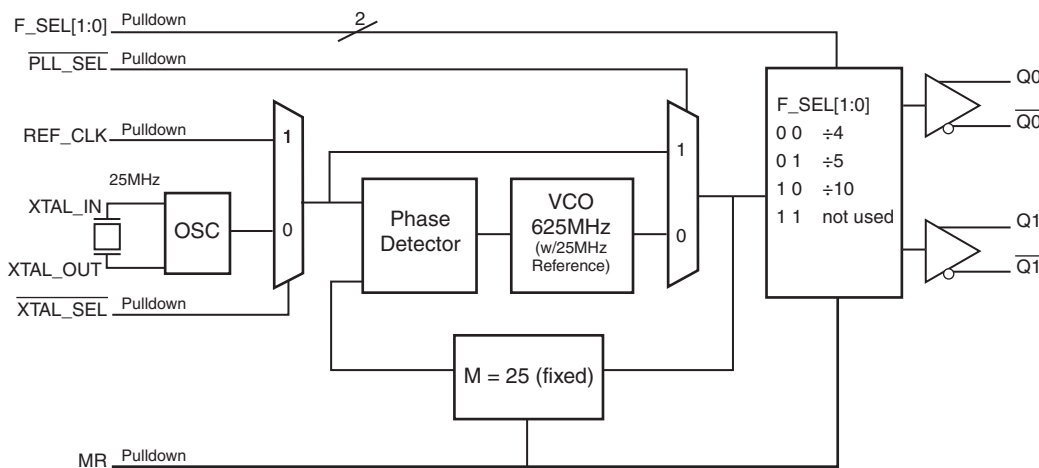 F_SEL[1:0] Pulldown 2
PLL_SEL Pulldown
REF_CLK Pulldown
25MHz
XTAL_IN
OSC
XTAL_OUT
XTAL_SEL Pulldown
1
0
Phase
Detector
VCO
625MHz
(w/25MHz
Reference)
1
0
M = 25 (fixed)
F_SEL[1:0]
0 0 ÷4
0 1 ÷5
1 0 ÷10
1 1 not used
Q0
Q0
Q1
Q1
MR Pulldown